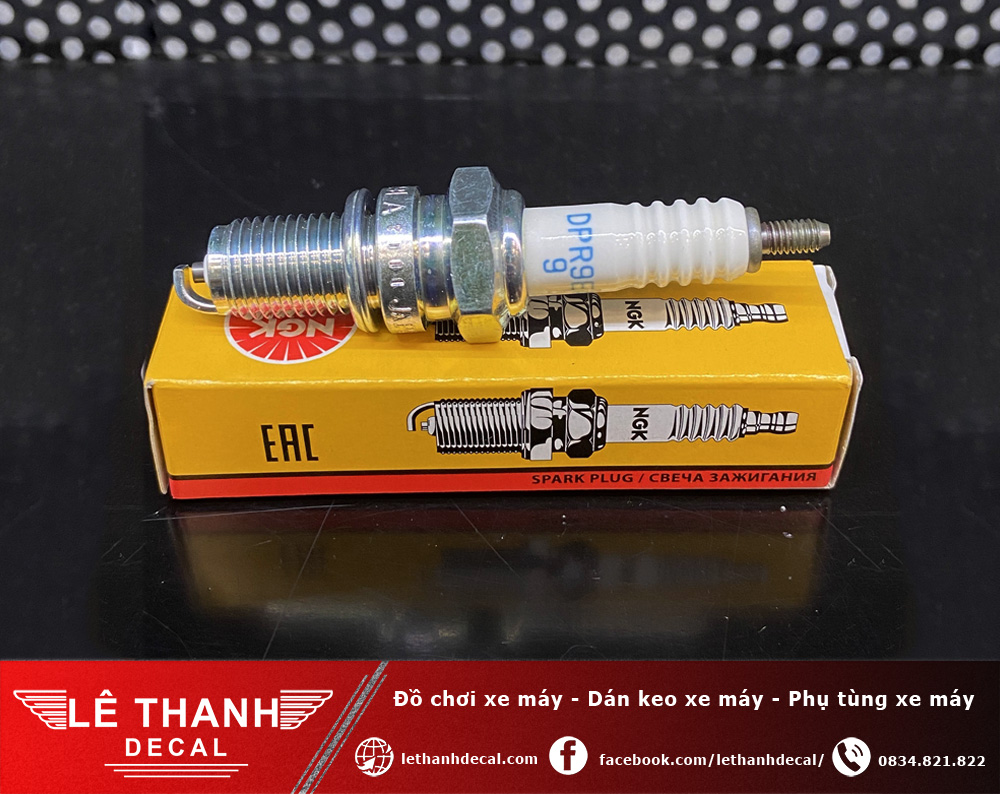 DPR9E
9
NGK
NGK
NGK
EAC
SPARK PLUG / СВЕЧА ЗАЖИГАНИЯ
LÊ THANH
DECAL
Đồ chơi xe máy - Dán keo xe máy - Phụ tùng xe máy
lethanhdecal.com
facebook.com/lethanhdecal/
0834.821.822